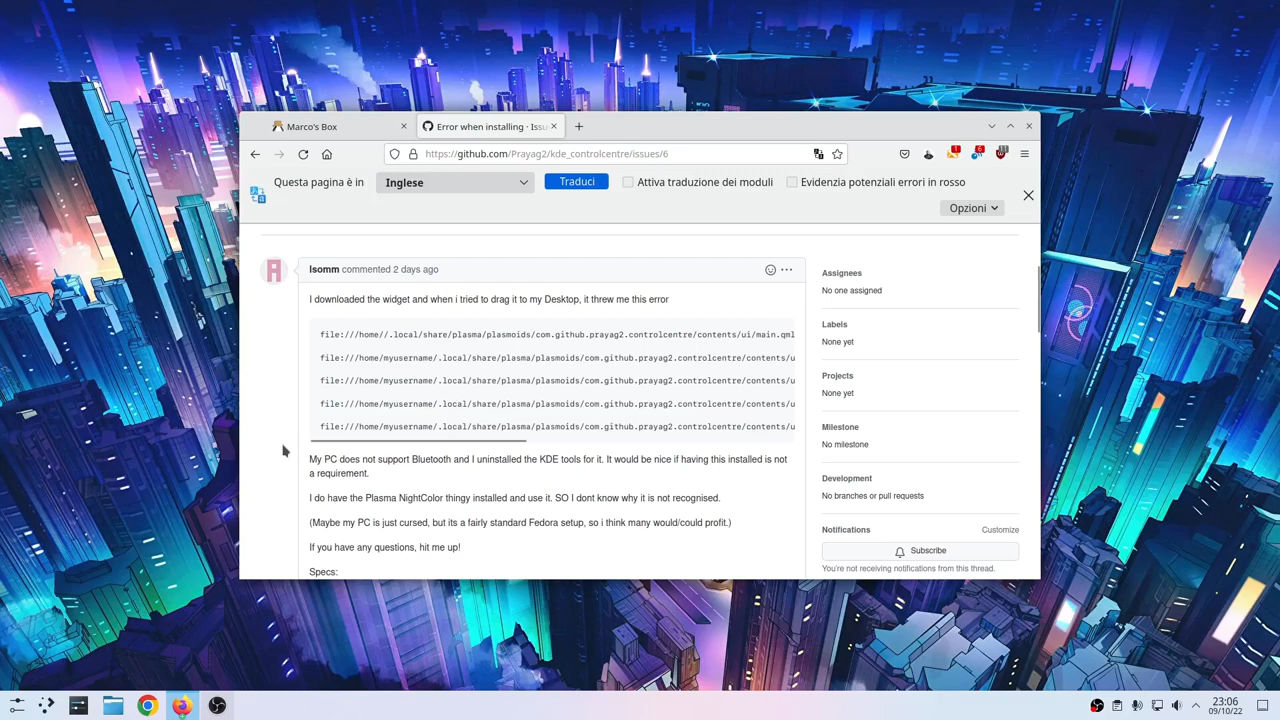 Marco's Box
Error when installing · Issu
https://github.com/Prayag2/kde_controlcentre/issues/6
1
6
11
Questa pagina è in
Inglese
Traduci
Attiva traduzione dei moduli
Evidenzia potenziali errori in rosso
Opzioni
lsomm commented 2 days ago
I downloaded the widget and when i tried to drag it to my Desktop, it threw me this error
file:///home//.local/share/plasma/plasmoids/com.github.prayag2.controlcentre/contents/ui/main.qml
file:///home/myusername/.local/share/plasma/plasmoids/com.github.prayag2.controlcentre/contents/u
file:///home/myusername/.local/share/plasma/plasmoids/com.github.prayag2.controlcentre/contents/u
file:///home/myusername/.local/share/plasma/plasmoids/com.github.prayag2.controlcentre/contents/u
file:///home/myusername/.local/share/plasma/plasmoids/com.github.prayag2.controlcentre/contents/u
My PC does not support Bluetooth and I uninstalled the KDE tools for it. It would be nice if having this installed is not
a requirement.
I do have the Plasma NightColor thingy installed and use it. SO I dont know why it is not recognised.
(Maybe my PC is just cursed, but its a fairly standard Fedora setup, so i think many would/could profit.)
If you have any questions, hit me up!
Specs:
Assignees
No one assigned
Labels
None yet
Projects
None yet
Milestone
No milestone
Development
No branches or pull requests
Notifications
Customize
Subscribe
You're not receiving notifications from this thread.
23:06
09/10/22